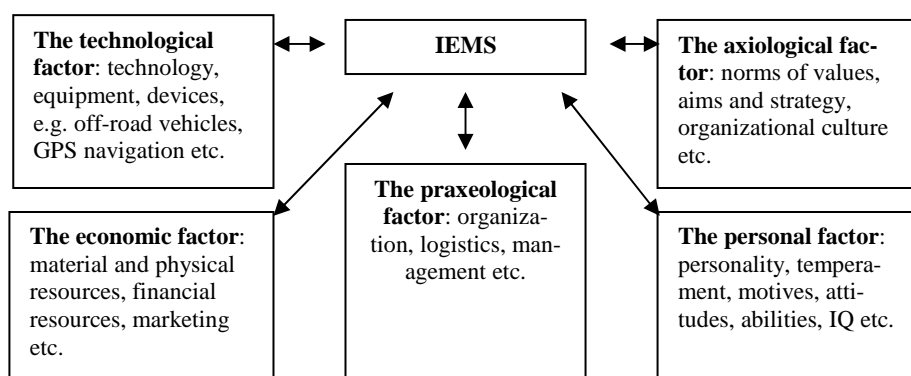 The technological
factor: technology,
equipment, devices,
e.g. off-road vehicles,
GPS navigation etc.
IEMS
The axiological fac-
tor: norms of values,
aims and strategy,
organizational culture
etc.
The economic factor:
material and physical
resources, financial
resources, marketing
etc.
The praxeological
factor: organiza-
tion, logistics, man-
agement etc.
The personal factor:
personality, tempera-
ment, motives, atti-
tudes, abilities, IQ etc.